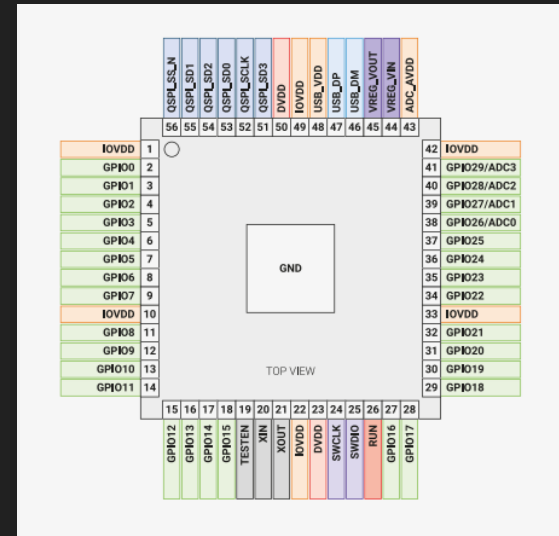 QSPI_SS_N
QSPI_SD1
QSPI_SD2
QSPI_SD0
QSPI_SCLK
QSPI_SD3
DVDD
IOVDD
USB_VDD
USB_DP
USB_DM
VREG_VOUT
VREG_VIN
ADC_AVDD
56 55 54 53 52 51 50 49 48 47 46 45 44 43
IOVDD 1
GPIO0 2
GPIO1 3
GPIO2 4
GPIO3 5
GPIO4 6
GPIO5 7
GPIO6 8
GPIO7 9
IOVDD 10
GPIO8 11
GPIO9 12
GPIO10 13
GPIO11 14
42 IOVDD
41 GPIO29/ADC3
40 GPIO28/ADC2
39 GPIO27/ADC1
38 GPIO26/ADC0
37 GPIO25
36 GPIO24
35 GPIO23
34 GPIO22
33 IOVDD
32 GPIO21
31 GPIO20
30 GPIO19
29 GPIO18
GND
TOP VIEW
15 16 17 18 19 20 21 22 23 24 25 26 27 28
GPIO12
GPIO13
GPIO14
GPIO15
TESTEN
XIN
XOUT
IOVDD
DVDD
SWCLK
SWDIO
RUN
GPIO16
GPIO17